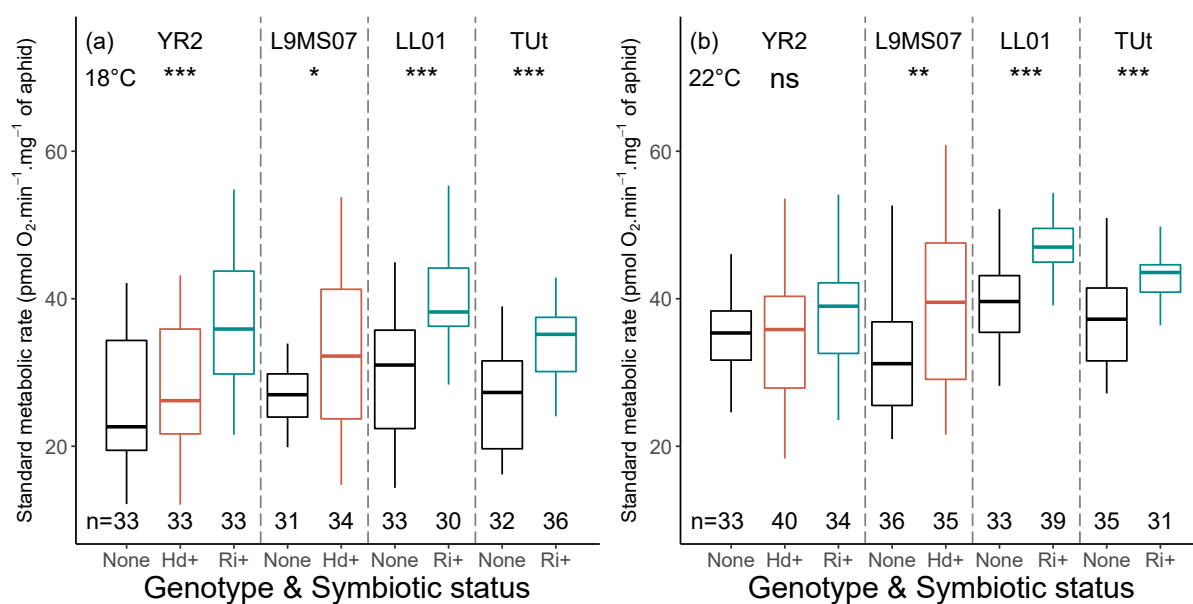 (a) YR2 L9MS07 LL01 TUt
18°C *** * *** ***
Standard metabolic rate (pmol O₂.min⁻¹.mg⁻¹ of aphid)
60
40
20
n=33 33 33 31 34 33 30 32 36
None Hd+ Ri+ None Hd+ None Ri+ None Ri+
Genotype & Symbiotic status
(b) YR2 L9MS07 LL01 TUt
22°C ns ** *** ***
Standard metabolic rate (pmol O₂.min⁻¹.mg⁻¹ of aphid)
60
40
20
n=33 40 34 36 35 33 39 35 31
None Hd+ Ri+ None Hd+ None Ri+ None Ri+
Genotype & Symbiotic status